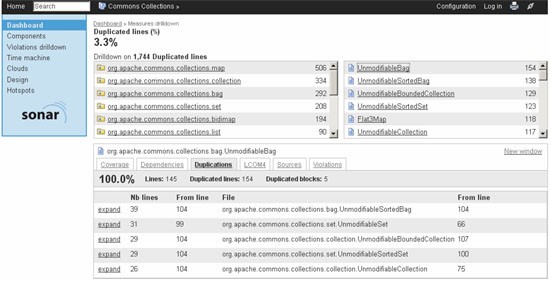 Home Search Commons Collections » Configuration Log in
Dashboard
Components
Violations drilldown
Time machine
Clouds
Design
Hotspots
sonar
Dashboard » Measures drilldown
Duplicated lines (%)
3.3%
Drilldown on 1,744 Duplicated lines
org.apache.commons.collections.map 506
org.apache.commons.collections.collection 334
org.apache.commons.collections.bag 292
org.apache.commons.collections.set 208
org.apache.commons.collections.bidimap 194
org.apache.commons.collections.list 90
UnmodifiableBag 154
UnmodifiableSortedBag 138
UnmodifiableBoundedCollection 129
UnmodifiableSortedSet 123
Flat3Map 118
UnmodifiableCollection 117
org.apache.commons.collections.bag.UnmodifiableBag New window
Coverage Dependencies Duplications LCOM4 Sources Violations
100.0% Lines: 145 Duplicated lines: 154 Duplicated blocks: 5
Nb lines From line File From line
expand 39 104 org.apache.commons.collections.bag.UnmodifiableSortedBag 104
expand 31 99 org.apache.commons.collections.set.UnmodifiableSet 66
expand 29 104 org.apache.commons.collections.collection.UnmodifiableBoundedCollection 107
expand 29 104 org.apache.commons.collections.set.UnmodifiableSortedSet 100
expand 26 104 org.apache.commons.collections.collection.UnmodifiableCollection 75